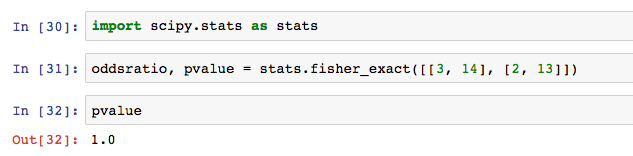 In [30]: import scipy.stats as stats
In [31]: oddsratio, pvalue = stats.fisher_exact([[3, 14], [2, 13]])
In [32]: pvalue
Out[32]: 1.0